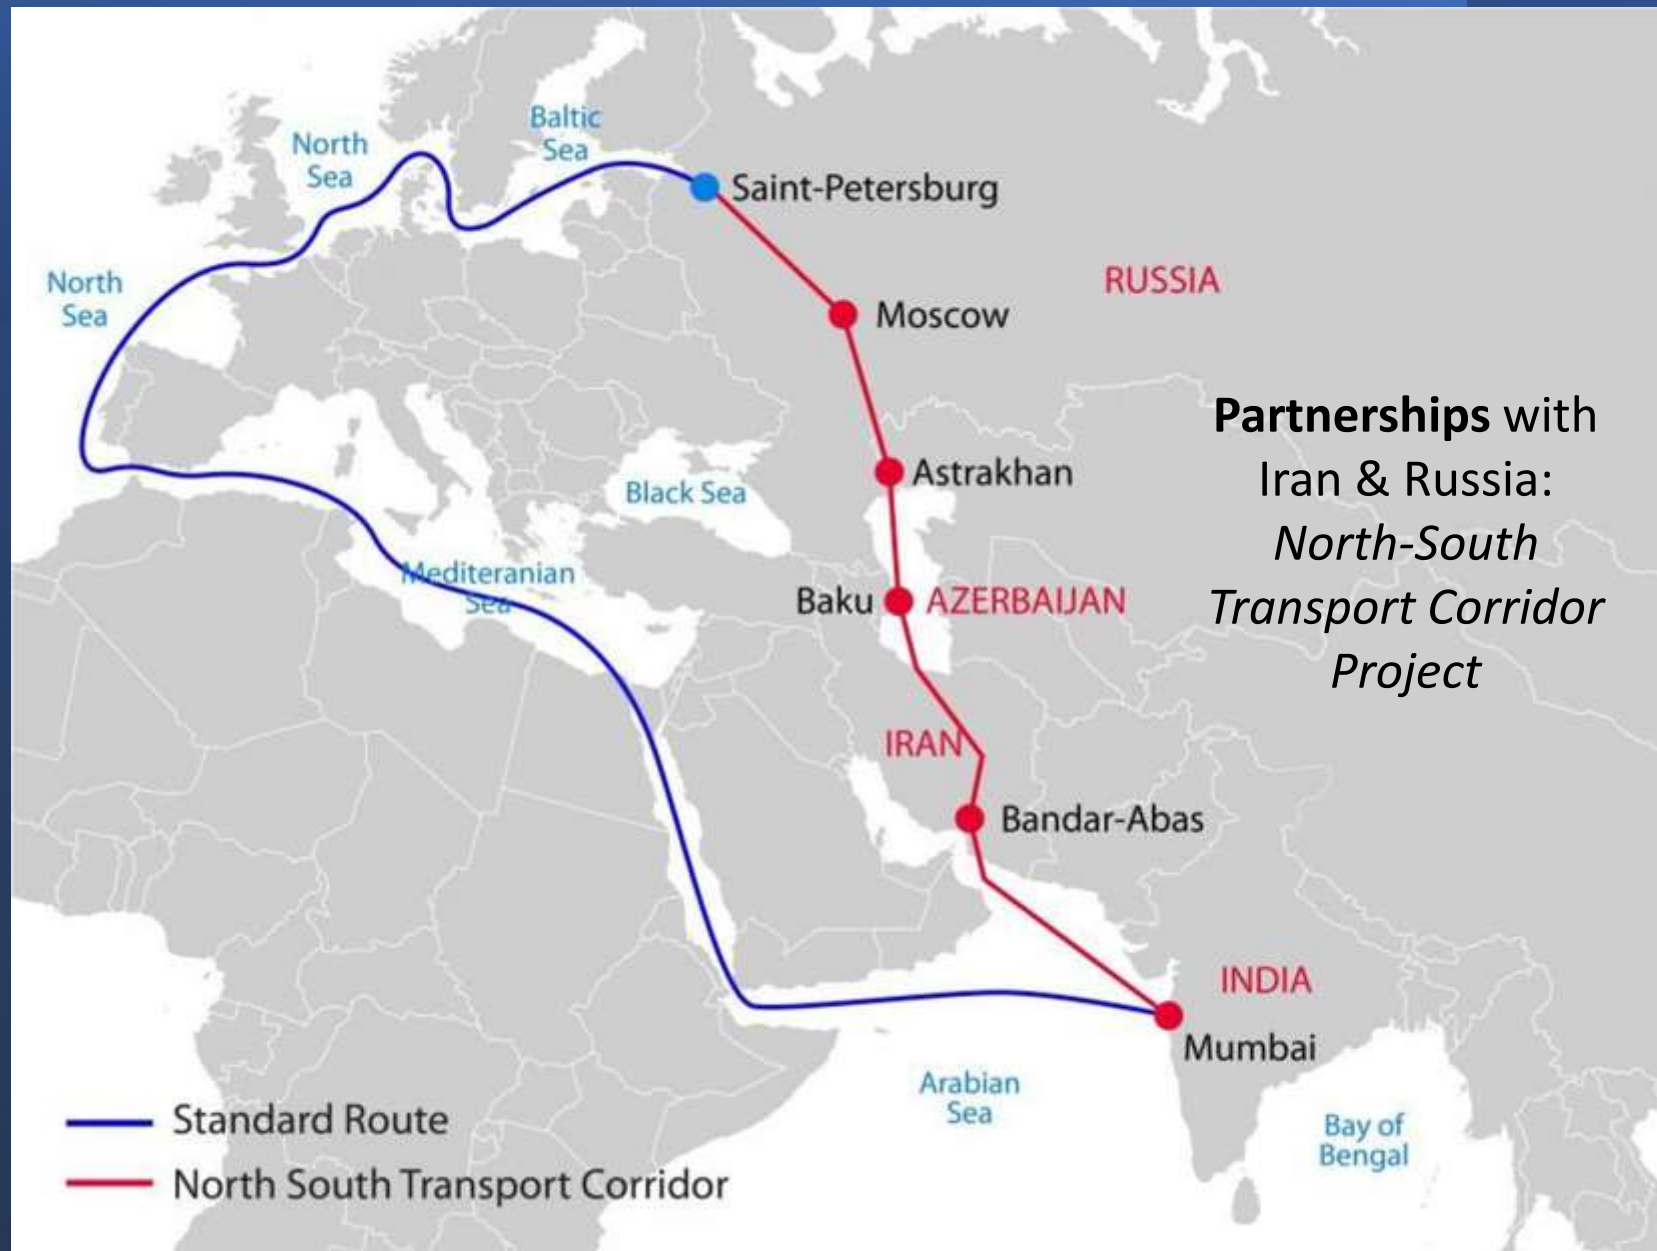 Baltic
Sea
North
Sea
Saint-Petersburg
North
Sea
RUSSIA
Moscow
Partnerships with
Iran & Russia:
North-South
Transport Corridor
Project
Astrakhan
Black Sea
Mediteranian
Sea
Baku
AZERBAIJAN
IRAN
Bandar-Abas
INDIA
Mumbai
Arabian
Sea
Bay of
Bengal
Standard Route
North South Transport Corridor